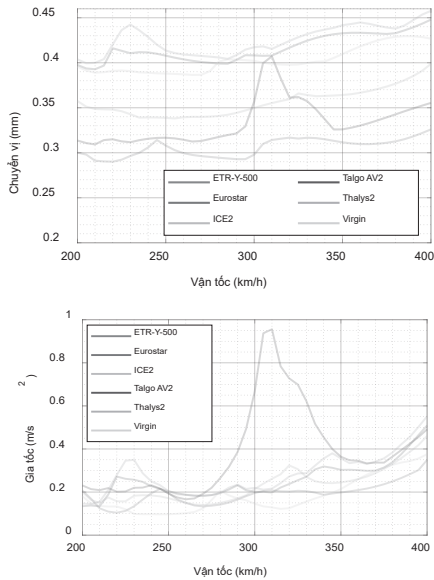 0.45
0.4
0.35
0.3
0.25
0.2
Chuyển vị (mm)
ETR-Y-500
Eurostar
ICE2
Talgo AV2
Thalys2
Virgin
200 250 300 350 400
Vận tốc (km/h)
1
0.8
0.6
0.4
0.2
0
Gia tốc (m/s
2
)
ETR-Y-500
Eurostar
ICE2
Talgo AV2
Thalys2
Virgin
200 250 300 350 400
Vận tốc (km/h)